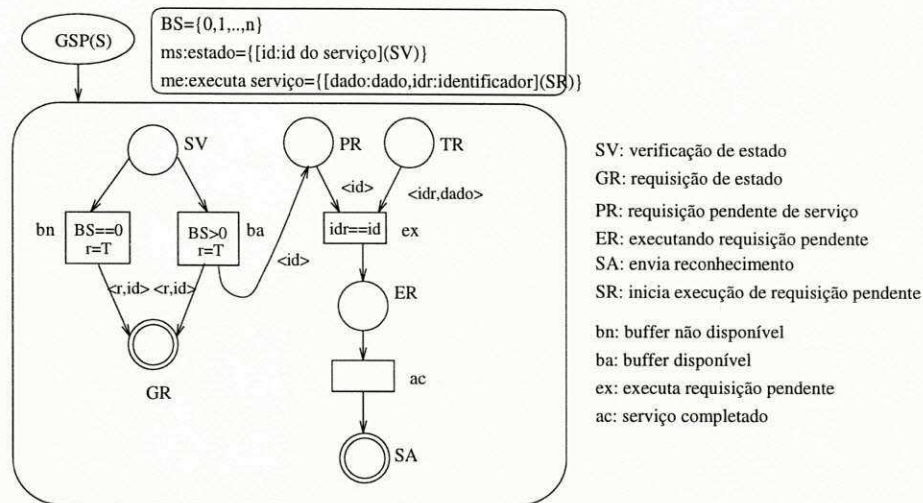 GSP(S)
BS={0,1,..,n}
ms:estado={[id:id do serviço](SV)}
me:executa serviço={[dado:dado,idr:identificador](SR)}
SV
PR
TR
<id>
<idr,dado>
bn
BS==0
r=T
BS>0
r=T
ba
idr==id
ex
<r,id>
<r,id>
<id>
ER
GR
ac
SA
SV: verificação de estado
GR: requisição de estado
PR: requisição pendente de serviço
ER: executando requisição pendente
SA: envia reconhecimento
SR: inicia execução de requisição pendente
bn: buffer não disponível
ba: buffer disponível
ex: executa requisição pendente
ac: serviço completado